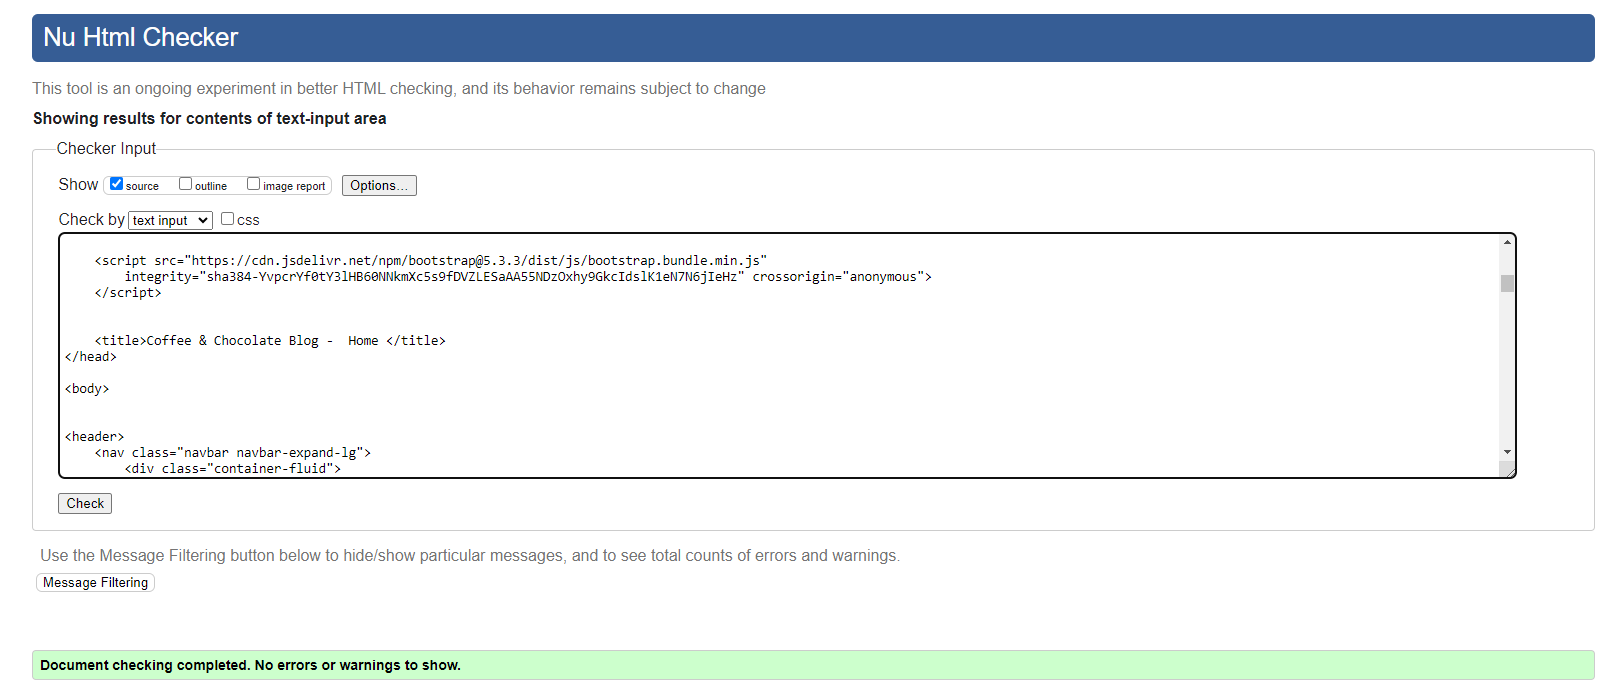 Nu Html Checker
This tool is an ongoing experiment in better HTML checking, and its behavior remains subject to change
Showing results for contents of text-input area
Checker Input
Show source outline image report Options...
Check by text input css
<script src="https://cdn.jsdelivr.net/npm/bootstrap@5.3.3/dist/js/bootstrap.bundle.min.js"
integrity="sha384-YvpcrYf0tY3lHB60NNkmXc5s9fDVZLESaAA55NDzOxhy9GkcIdslK1eN7N6jIeHz" crossorigin="anonymous">
</script>
<title>Coffee & Chocolate Blog -  Home </title>
</head>
<body>
<header>
<nav class="navbar navbar-expand-lg">
<div class="container-fluid">
Check
Use the Message Filtering button below to hide/show particular messages, and to see total counts of errors and warnings.
Message Filtering
Document checking completed. No errors or warnings to show.